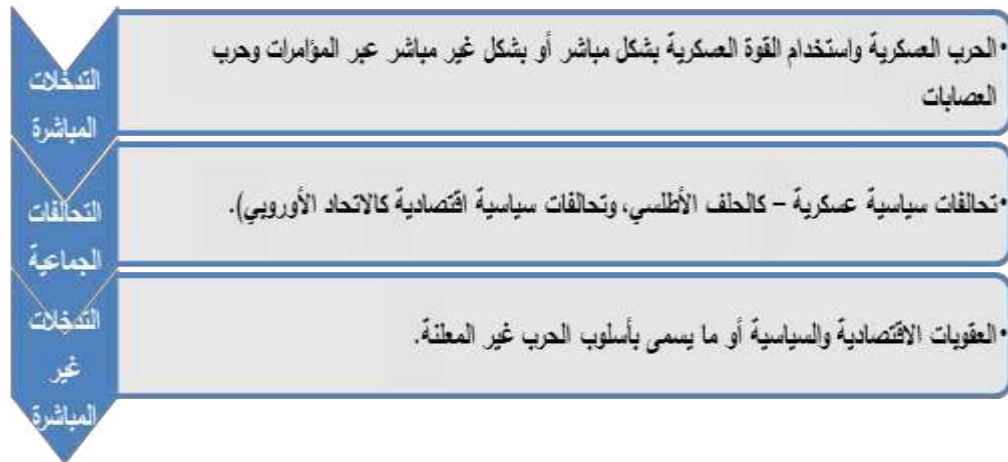 التدخلات
المباشرة
•الحرب العسكرية واستخدام القوة العسكرية بشكل مباشر أو بشكل غير مباشر عبر المؤامرات وحرب
العصابات
التحالفات
الجماعية
•تحالفات سياسية عسكرية – كالحلف الأطلسي، وتحالفات سياسية اقتصادية كالاتحاد الأوروبي).
التدخلات
غير
المباشرة
•العقوبات الاقتصادية والسياسية أو ما يسمى بأسلوب الحرب غير المعلنة.